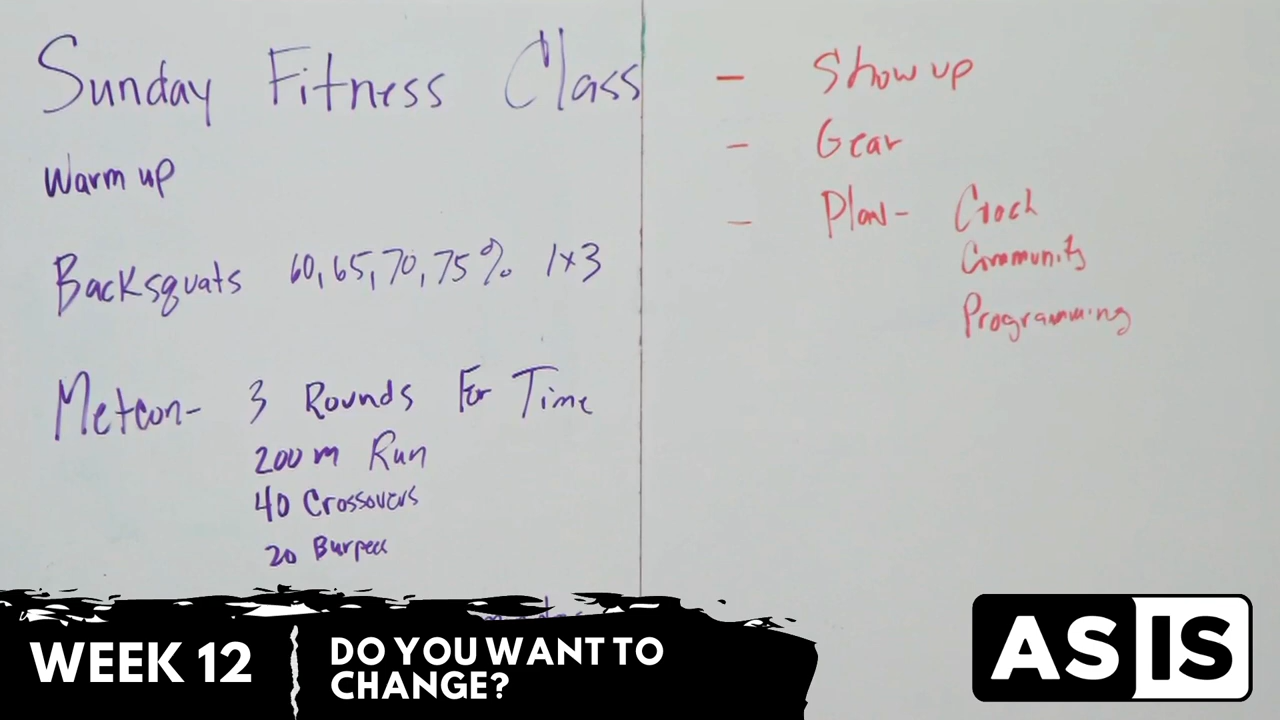 Sunday Fitness Class
Warm up
Backsquats 60, 65, 70, 75% 1x3
Metcon- 3 Rounds For Time
200 m Run
40 Crossovers
20 Burpees
- Show up
- Gear
- Plan- Coach
Community
Programming
WEEK 12
DO YOU WANT TO
CHANGE?
AS IS